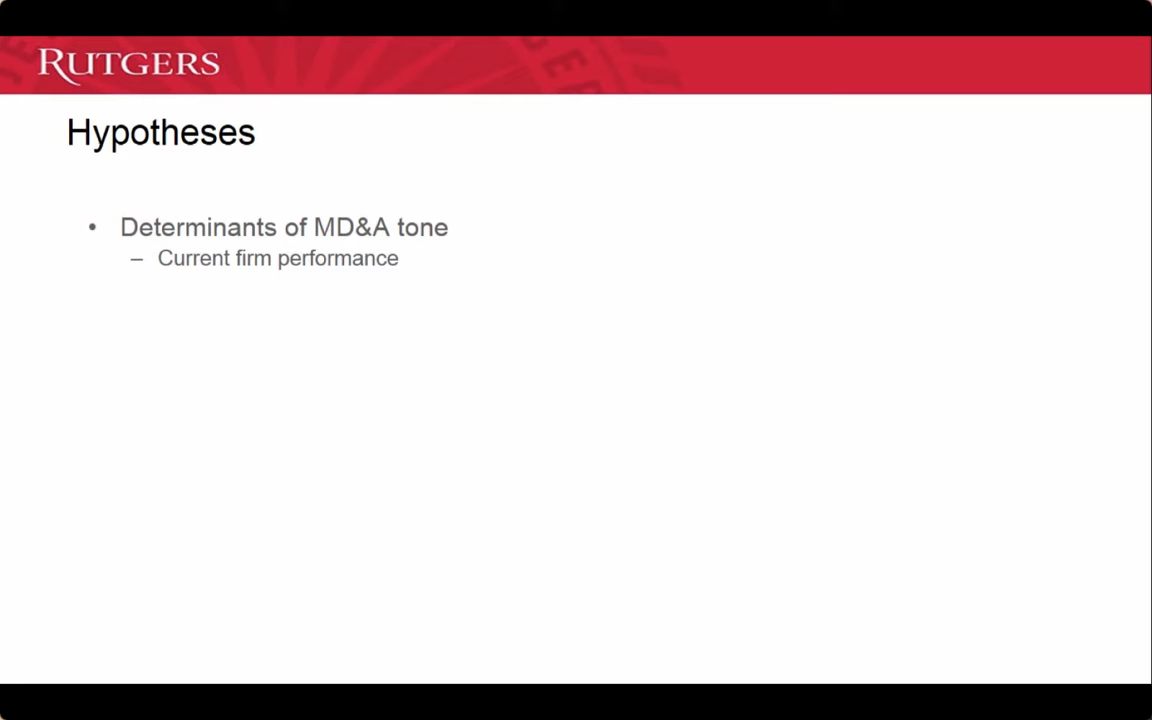 RUTGERS
Hypotheses
• Determinants of MD&A tone
– Current firm performance